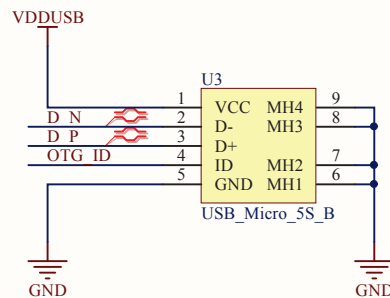 VDDUSB
U3
1 VCC MH4 9
D_N 2 D- MH3 8
D_P 3 D+
OTG_ID 4 ID MH2 7
5 GND MH1 6
USB_Micro_5S_B
GND GND